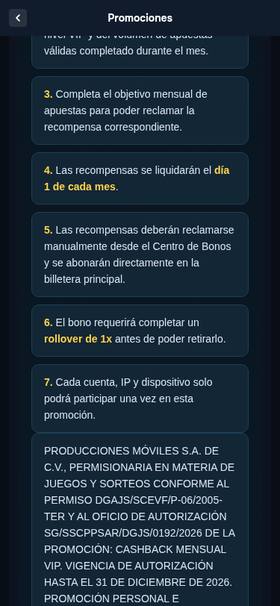 Promociones
nivel VIP y del volumen de apuestas
válidas completado durante el mes.
3. Completa el objetivo mensual de
apuestas para poder reclamar la
recompensa correspondiente.
4. Las recompensas se liquidarán el día
1 de cada mes.
5. Las recompensas deberán reclamarse
manualmente desde el Centro de Bonos
y se abonarán directamente en la
billetera principal.
6. El bono requerirá completar un
rollover de 1x antes de poder retirarlo.
7. Cada cuenta, IP y dispositivo solo
podrá participar una vez en esta
promoción.
PRODUCCIONES MÓVILES S.A. DE
C.V., PERMISIONARIA EN MATERIA DE
JUEGOS Y SORTEOS CONFORME AL
PERMISO DGAJS/SCEVF/P-06/2005-
TER Y AL OFICIO DE AUTORIZACIÓN
SG/SSCPPSAR/DGJS/0192/2026 DE LA
PROMOCIÓN: CASHBACK MENSUAL
VIP. VIGENCIA DE AUTORIZACIÓN
HASTA EL 31 DE DICIEMBRE DE 2026.
PROMOCIÓN PERSONAL E